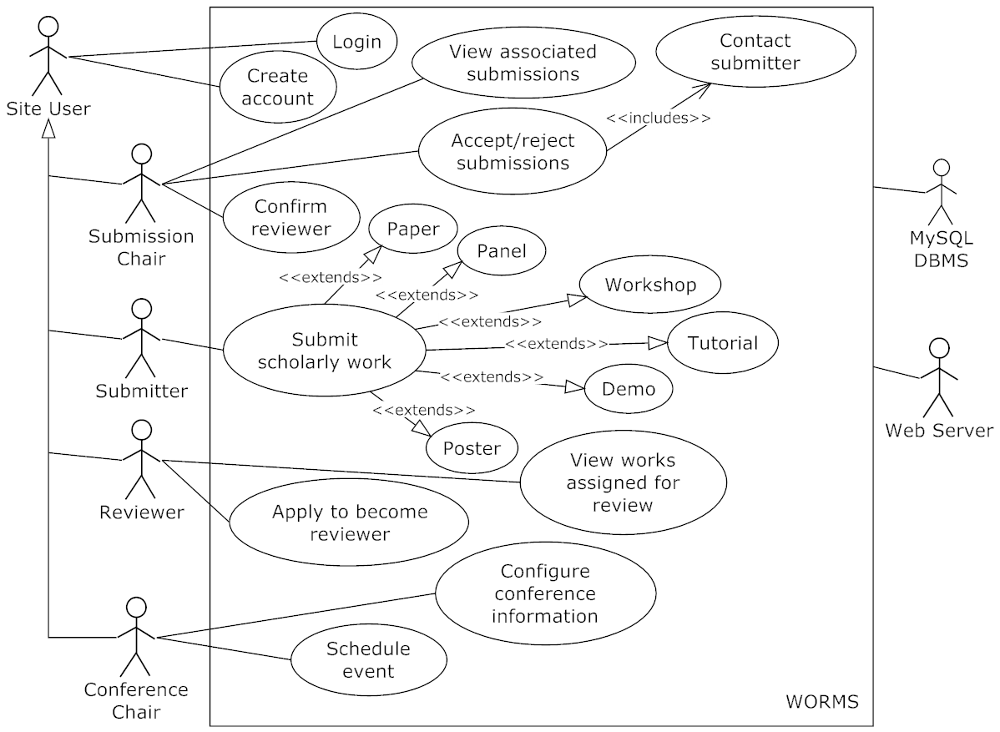 Login
View associated
submissions
Contact
submitter
Create
account
Site User
<<includes>>
Accept/reject
submissions
Confirm
reviewer
Submission
Chair
Paper
Panel
MySQL
DBMS
<<extends>>
<<extends>>
Workshop
<<extends>>
Submit
scholarly work
<<extends>>
Tutorial
Submitter
<<extends>>
Demo
<<extends>>
Poster
Web Server
View works
assigned for
review
Reviewer
Apply to become
reviewer
Configure
conference
information
Schedule
event
Conference
Chair
WORMS